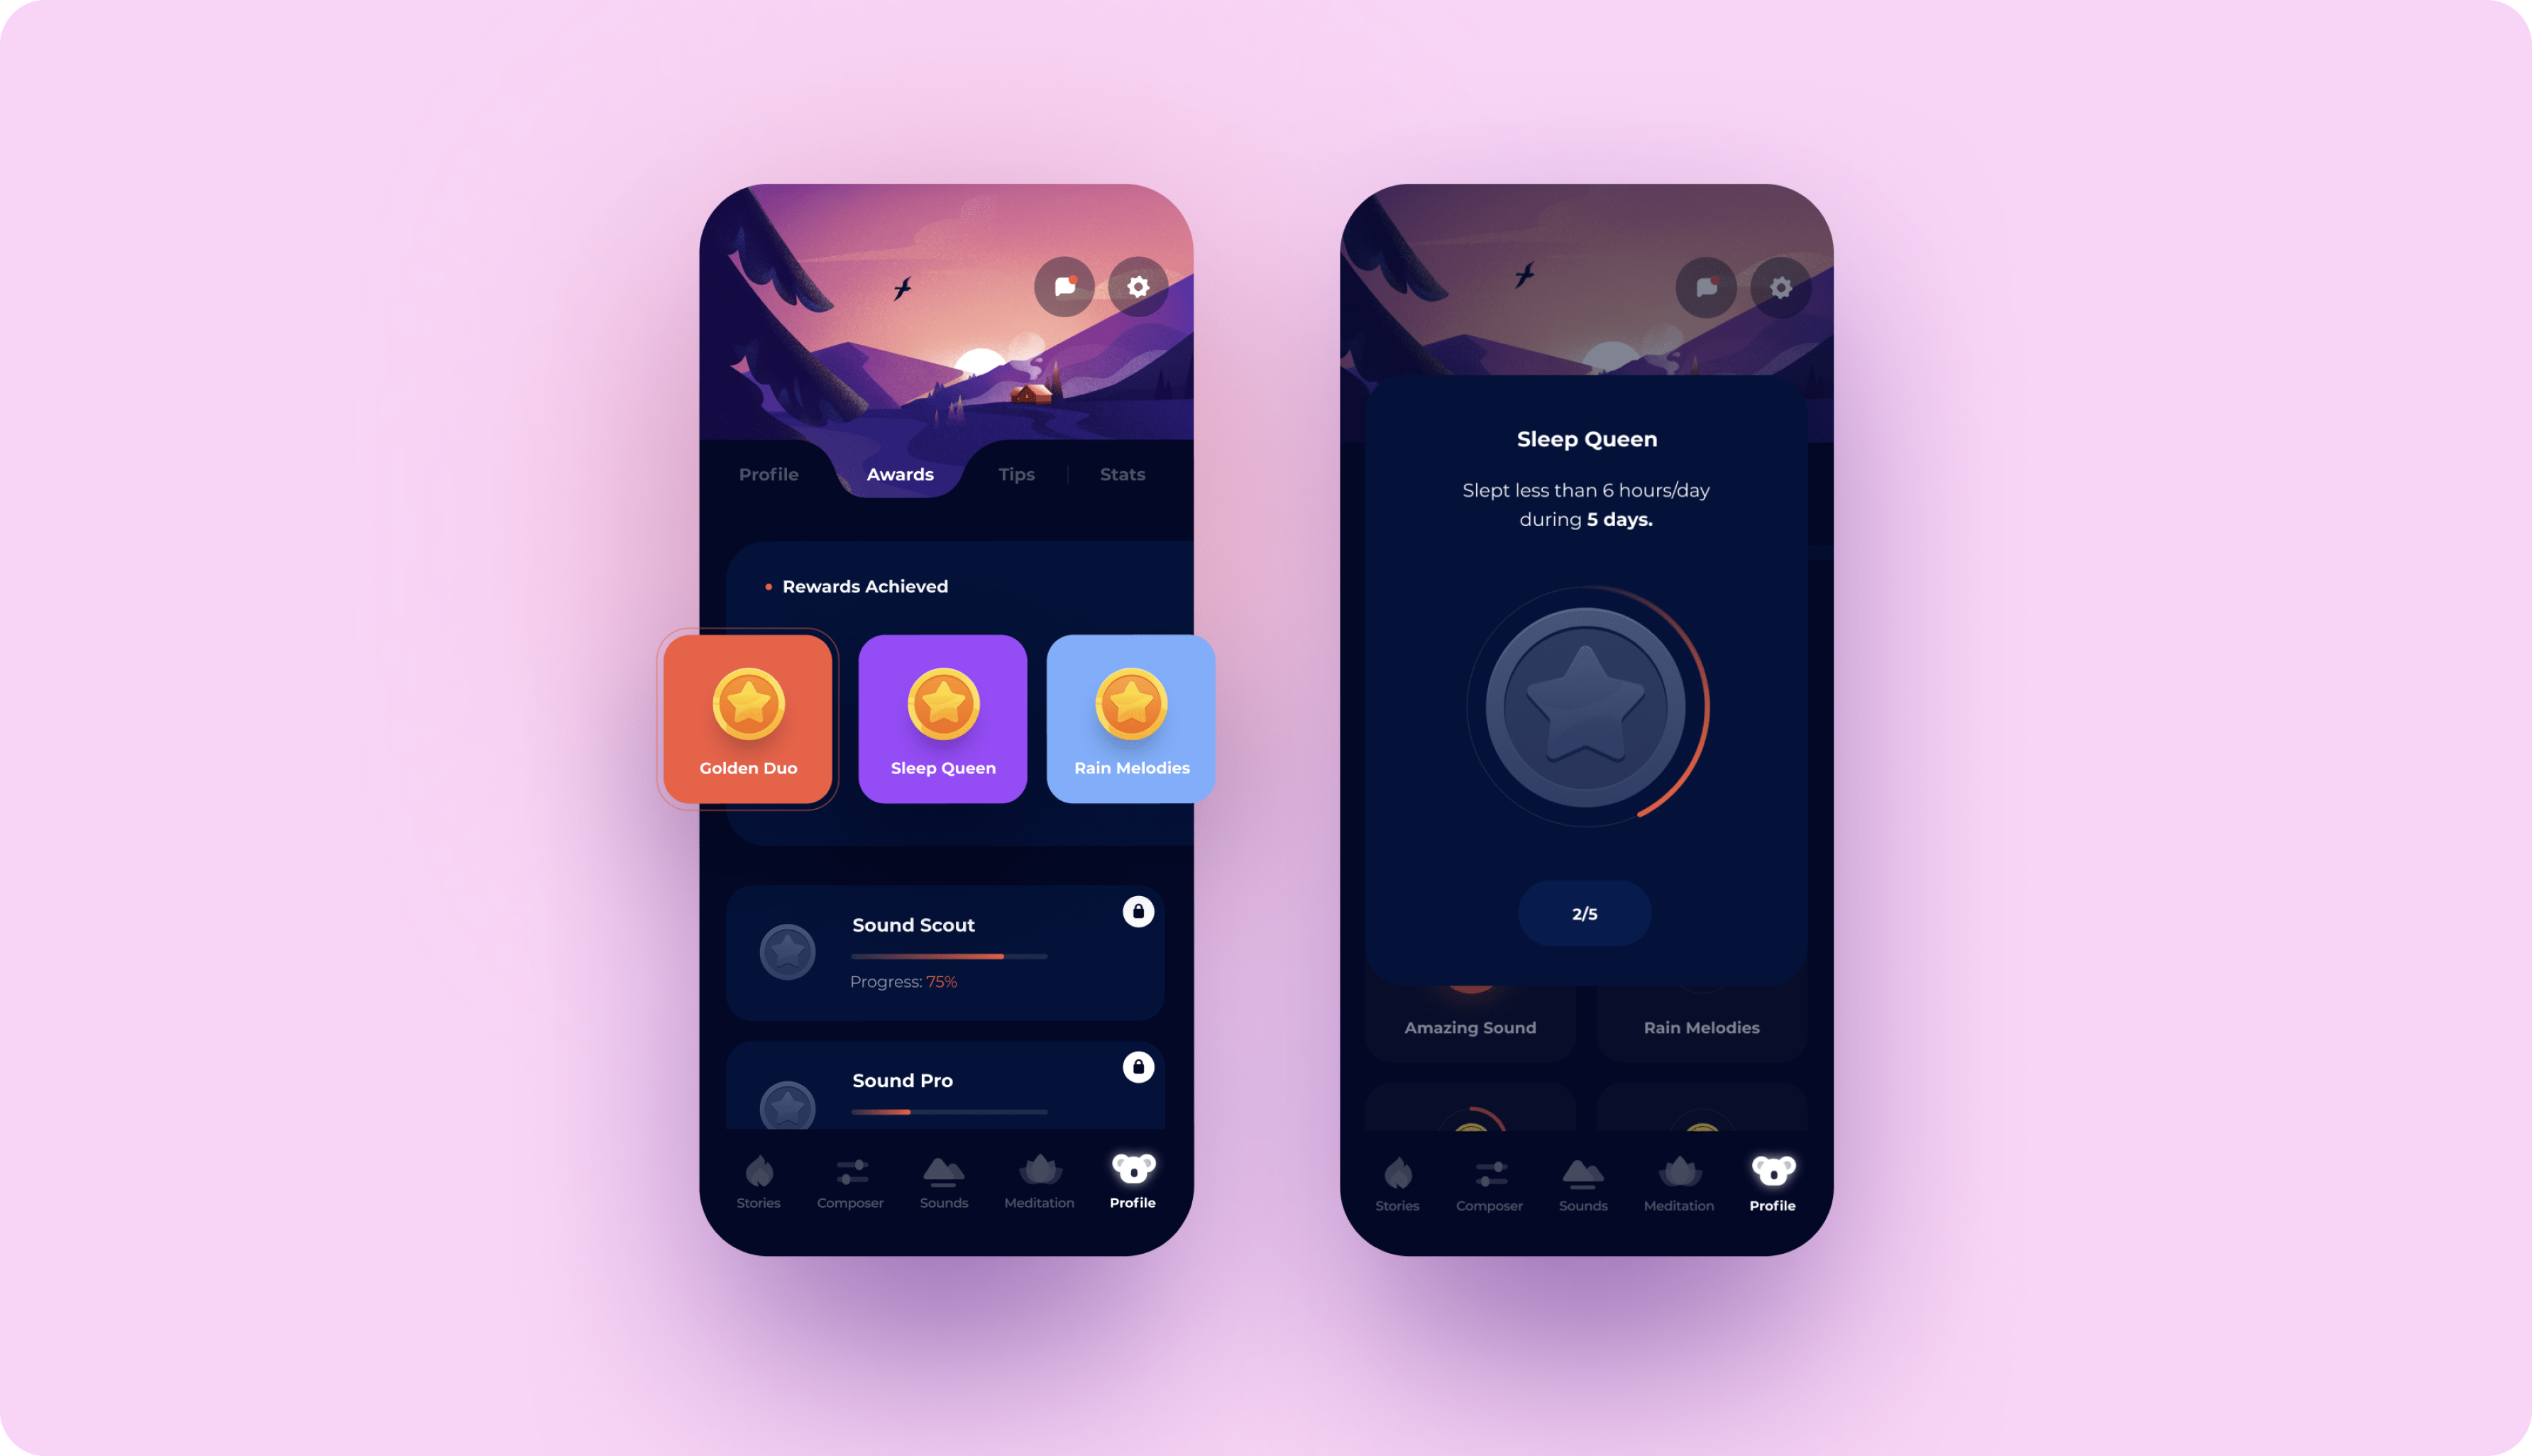 Profile
Awards
Tips
Stats
Rewards Achieved
Golden Duo
Sleep Queen
Rain Melodies
Sound Scout
Progress: 75%
Sound Pro
Stories
Composer
Sounds
Meditation
Profile
Sleep Queen
Slept less than 6 hours/day
during 5 days.
2/5
Amazing Sound
Rain Melodies
Stories
Composer
Sounds
Meditation
Profile